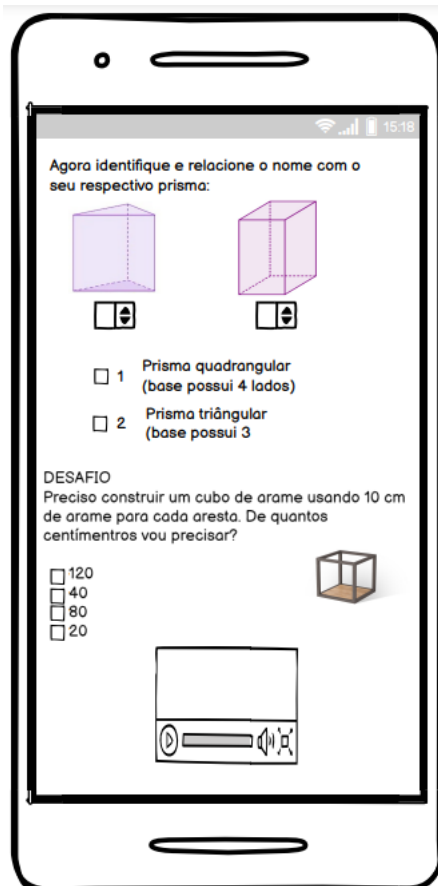 15:18
Agora identifique e relacione o nome com o
seu respectivo prisma:
1 Prisma quadrangular
(base possui 4 lados)
2 Prisma triângular
(base possui 3
DESAFIO
Preciso construir um cubo de arame usando 10 cm
de arame para cada aresta. De quantos
centímentros vou precisar?
120
40
80
20